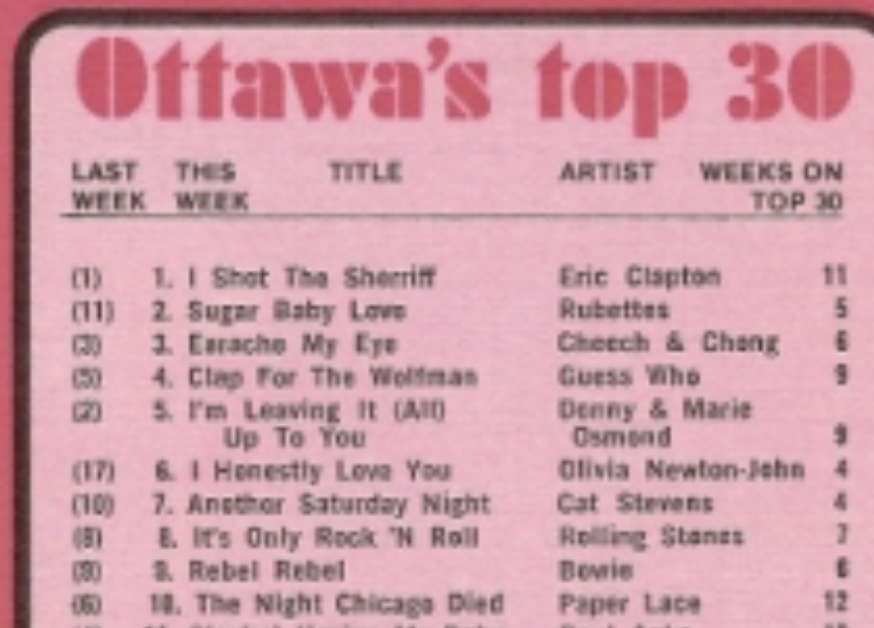 Ottawa's top 30
LAST THIS TITLE ARTIST WEEKS ON
WEEK WEEK TOP 30
(1) 1. I Shot The Sherriff Eric Clapton 11
(11) 2. Sugar Baby Love Rubettes 5
(3) 3. Earache My Eye Cheech & Chong 6
(5) 4. Clap For The Wolfman Guess Who 9
(2) 5. I'm Leaving It (All) Donny & Marie
Up To You Osmond 9
(17) 6. I Honestly Love You Olivia Newton-John 4
(10) 7. Another Saturday Night Cat Stevens 4
(8) 8. It's Only Rock 'N Roll Rolling Stones 7
9. Rebel Rebel Bowie 6
(6) 10. The Night Chicago Died Paper Lace 12